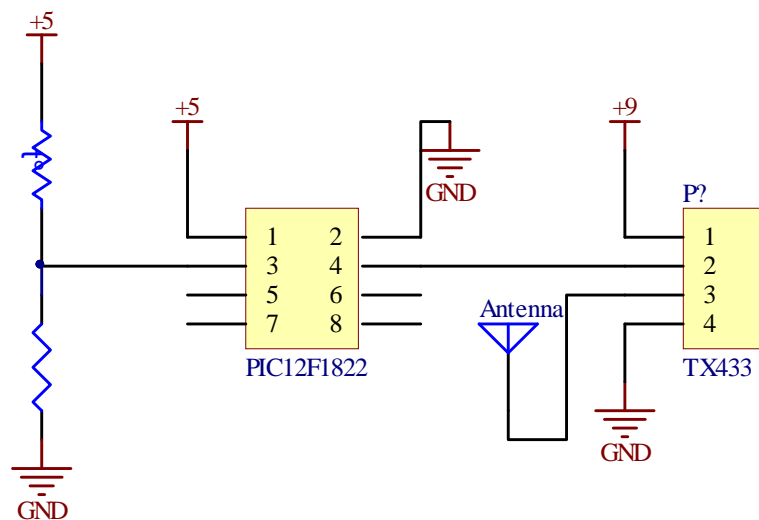 +5
+5
+9
GND
P?
1 2
3 4
5 6
7 8
PIC12F1822
Antenna
1
2
3
4
TX433
GND
GND
t°